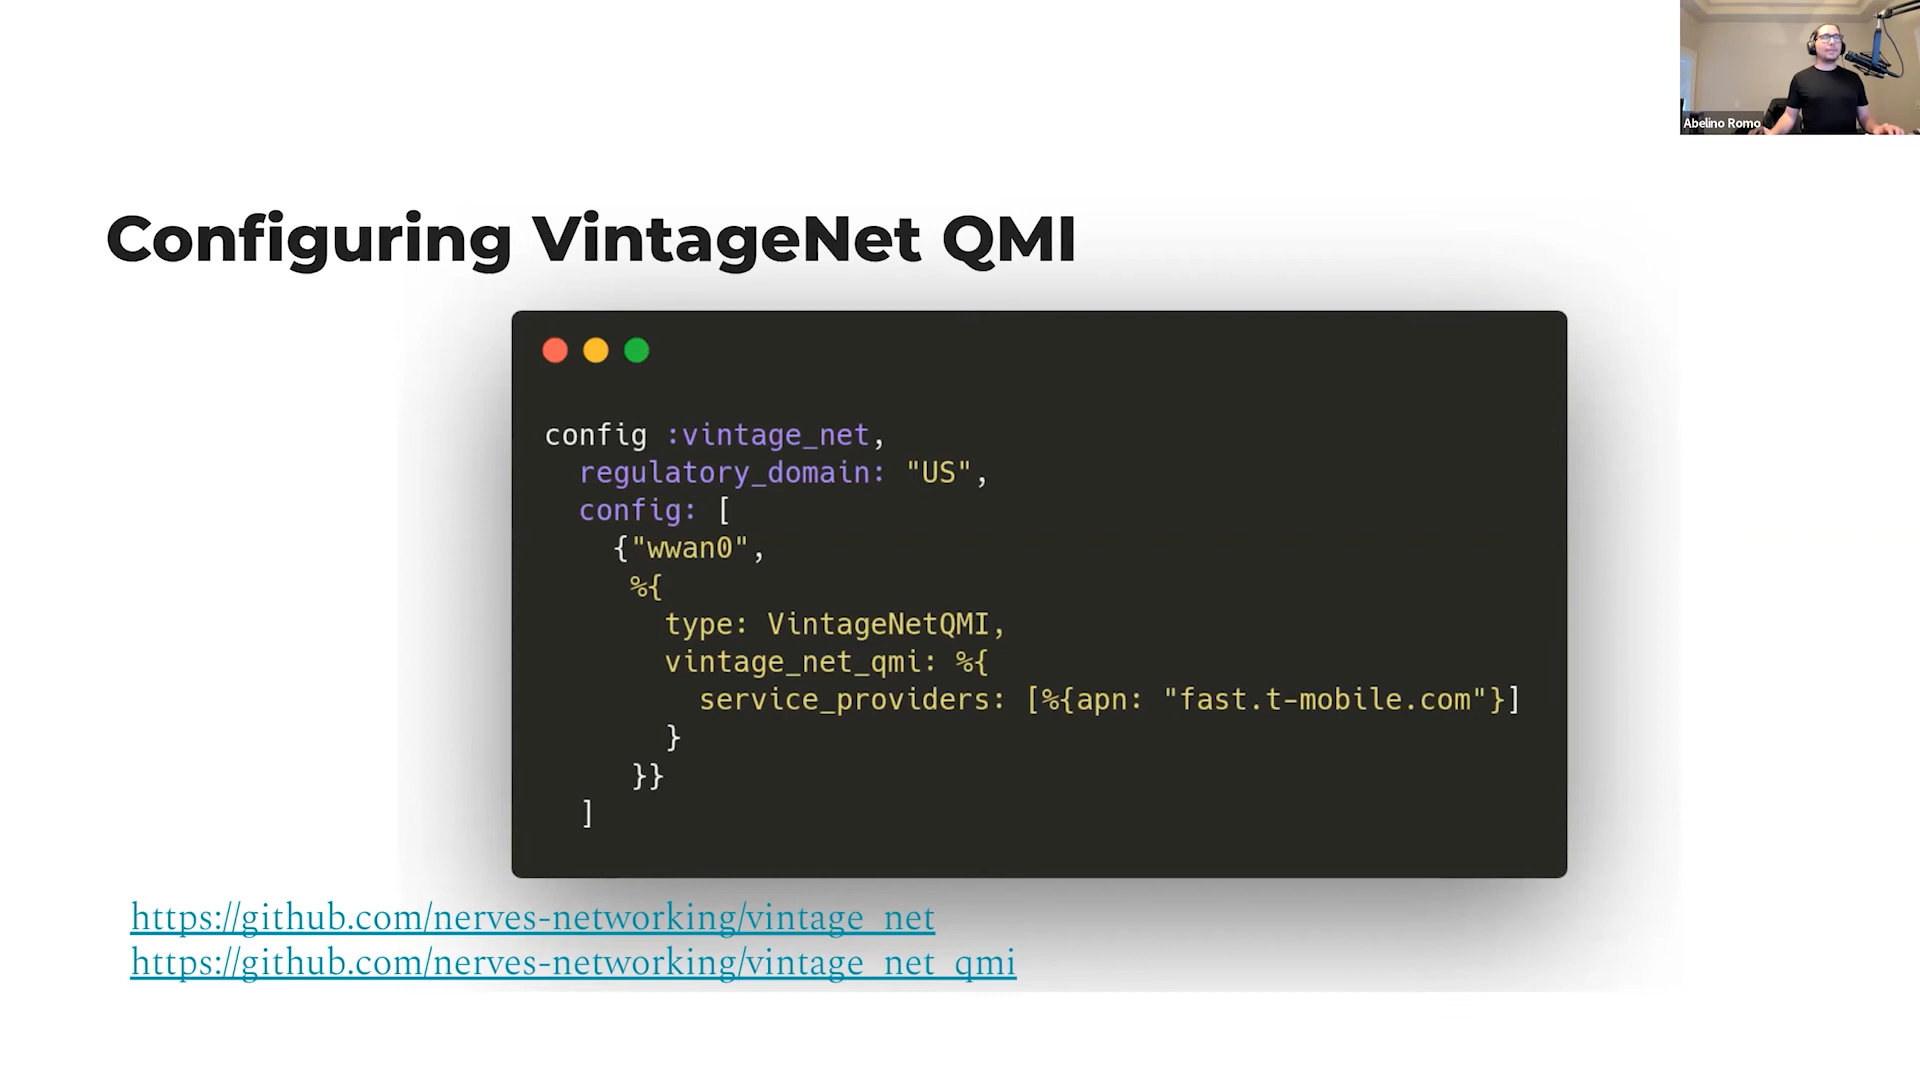 Abelino Romo
Configuring VintageNet QMI
config :vintage_net,
  regulatory_domain: "US",
  config: [
    {"wwan0",
     %{
       type: VintageNetQMI,
       vintage_net_qmi: %{
         service_providers: [%{apn: "fast.t-mobile.com"}]
       }
     }}
  ]
https://github.com/nerves-networking/vintage_net
https://github.com/nerves-networking/vintage_net_qmi